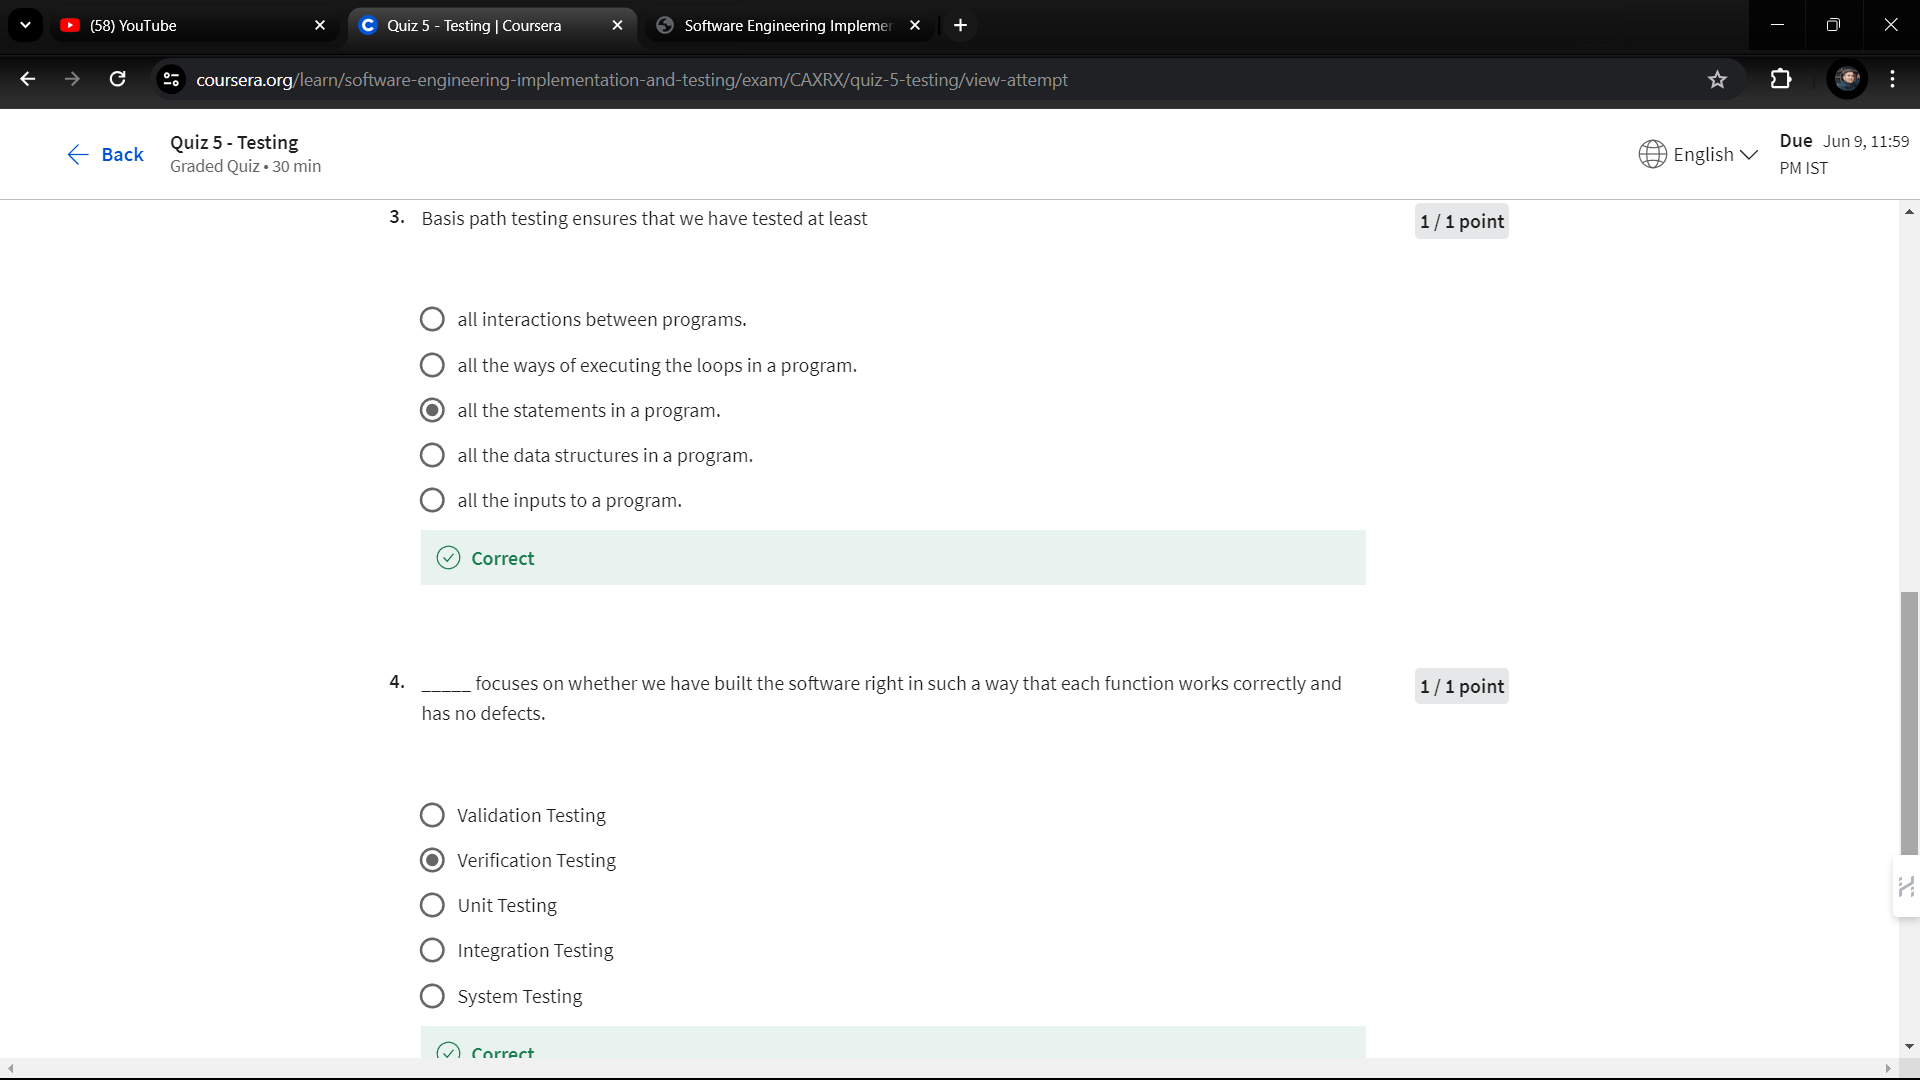 (58) YouTube
Quiz 5 - Testing | Coursera
Software Engineering Implemen
coursera.org/learn/software-engineering-implementation-and-testing/exam/CAXRX/quiz-5-testing/view-attempt
Back
Quiz 5 - Testing
Graded Quiz • 30 min
English
Due Jun 9, 11:59
PM IST
3. Basis path testing ensures that we have tested at least
1 / 1 point
all interactions between programs.
all the ways of executing the loops in a program.
all the statements in a program.
all the data structures in a program.
all the inputs to a program.
Correct
4. _____ focuses on whether we have built the software right in such a way that each function works correctly and
has no defects.
1 / 1 point
Validation Testing
Verification Testing
Unit Testing
Integration Testing
System Testing
Correct